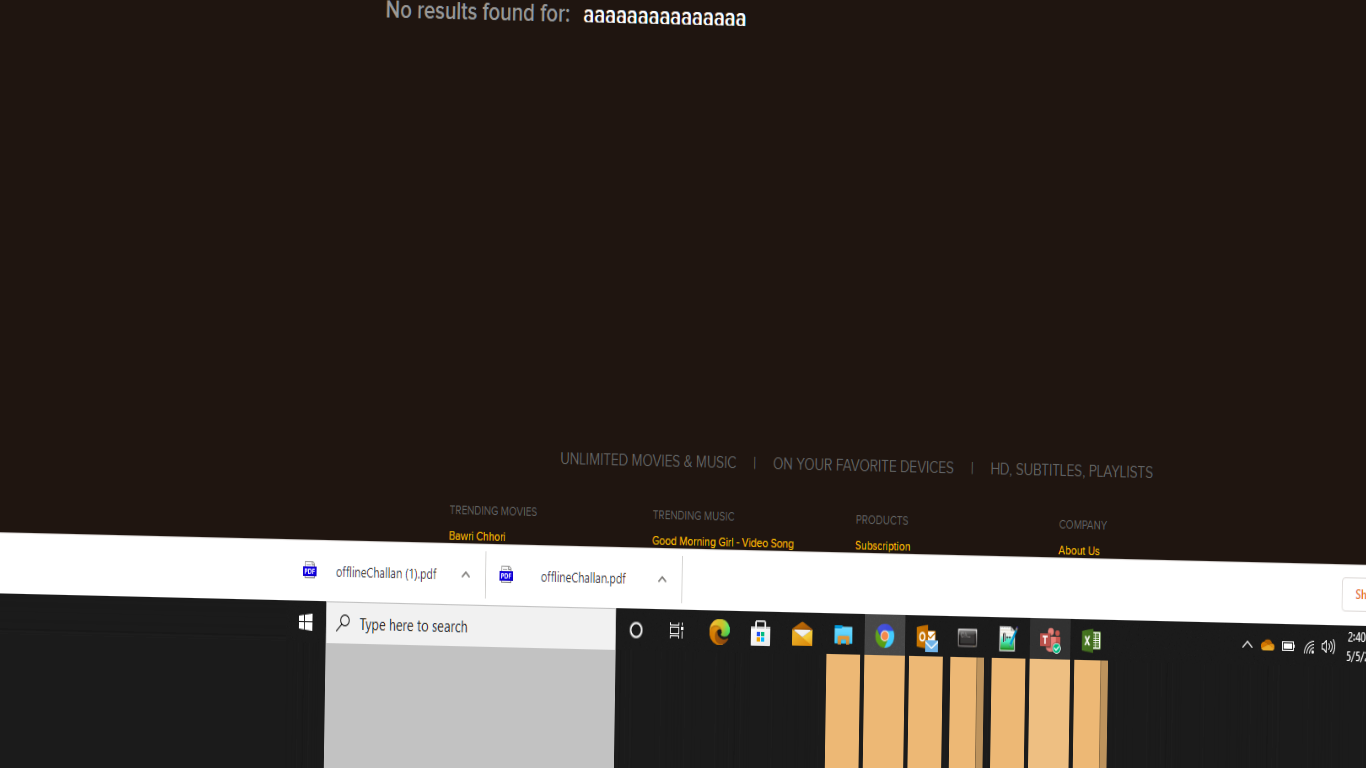 No results found for: aaaaaaaaaaaaaaa
UNLIMITED MOVIES & MUSIC | ON YOUR FAVORITE DEVICES | HD, SUBTITLES, PLAYLISTS
TRENDING MOVIES TRENDING MUSIC PRODUCTS COMPANY
Bawri Chhori Good Morning Girl - Video Song Subscription About Us
offlineChallan (1).pdf offlineChallan.pdf
Type here to search
2:40
5/5/